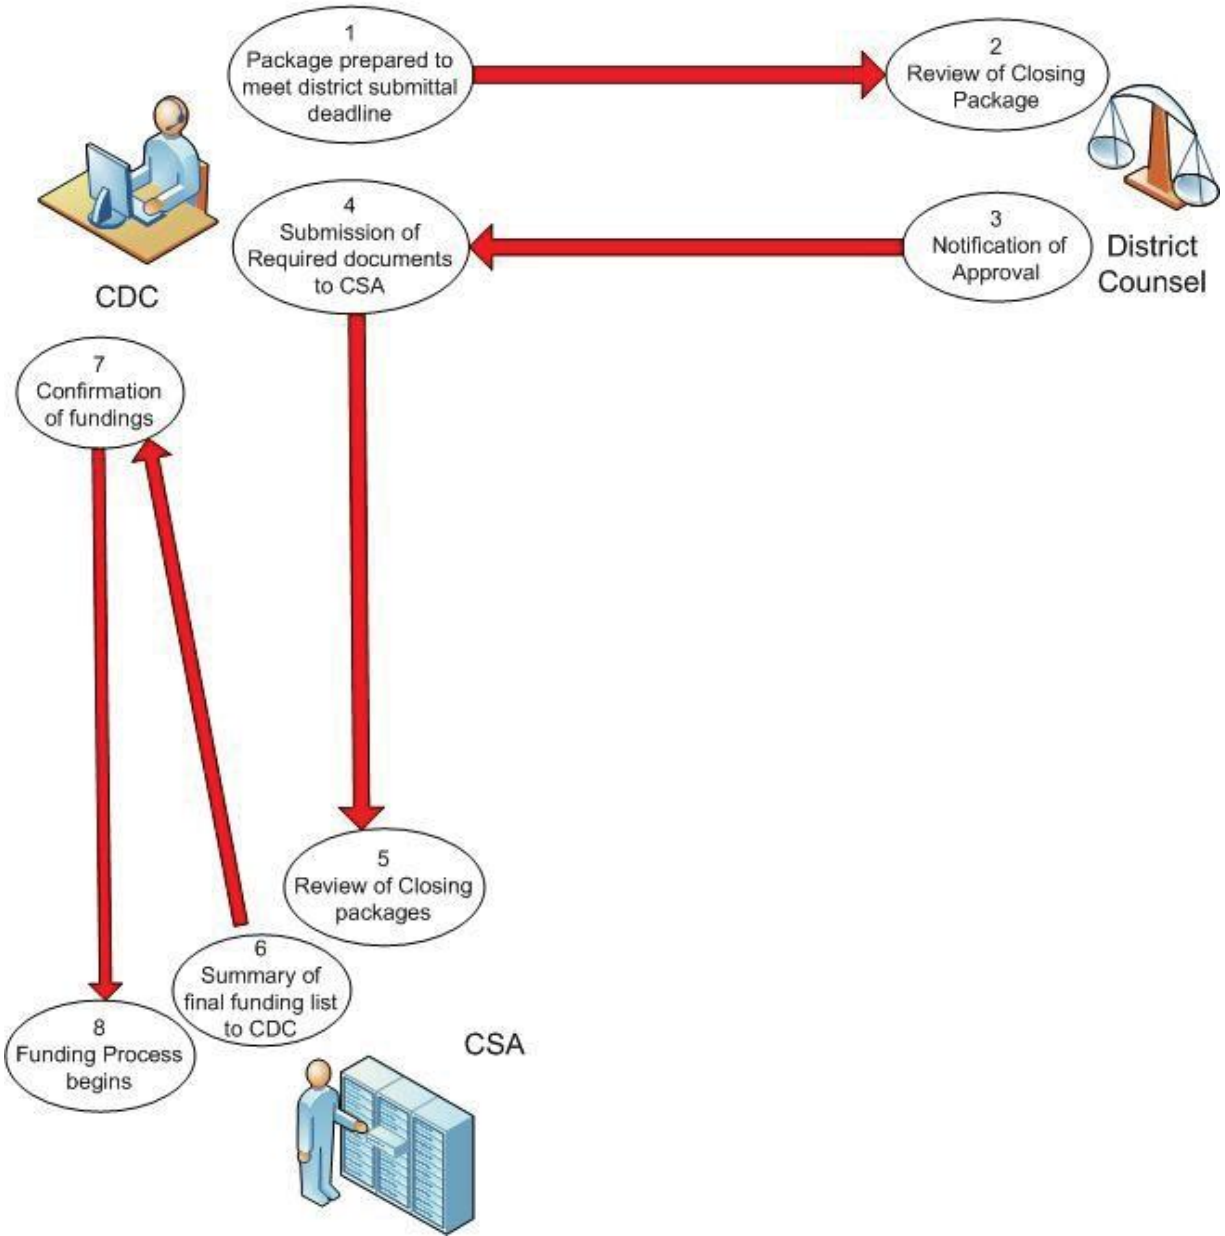 1
Package prepared to
meet district submittal
deadline
2
Review of Closing
Package
3
Notification of
Approval
District
Counsel
4
Submission of
Required documents
to CSA
CDC
7
Confirmation
of fundings
5
Review of Closing
packages
6
Summary of
final funding list
to CDC
8
Funding Process
begins
CSA